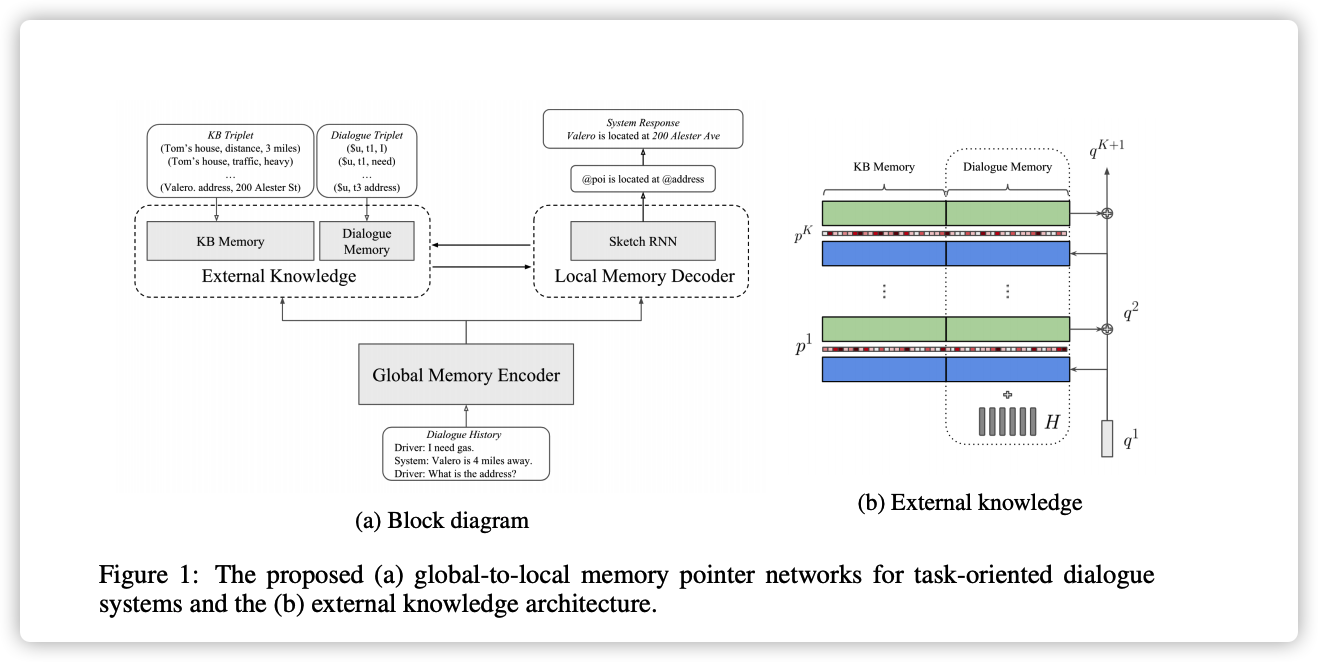 KB Triplet
(Tom's house, distance, 3 miles)
(Tom's house, traffic, heavy)
…
(Valero. address, 200 Alester St)
Dialogue Triplet
($u, t1, I)
($u, t1, need)
…
($u, t3 address)
KB Memory
Dialogue
Memory
External Knowledge
System Response
Valero is located at 200 Alester Ave
@poi is located at @address
Sketch RNN
Local Memory Decoder
Global Memory Encoder
Dialogue History
Driver: I need gas.
System: Valero is 4 miles away.
Driver: What is the address?
(a) Block diagram
KB Memory
Dialogue Memory
q^{K+1}
p^K
⋮ ⋮
q^2
p^1
H
q^1
(b) External knowledge
Figure 1: The proposed (a) global-to-local memory pointer networks for task-oriented dialogue
systems and the (b) external knowledge architecture.